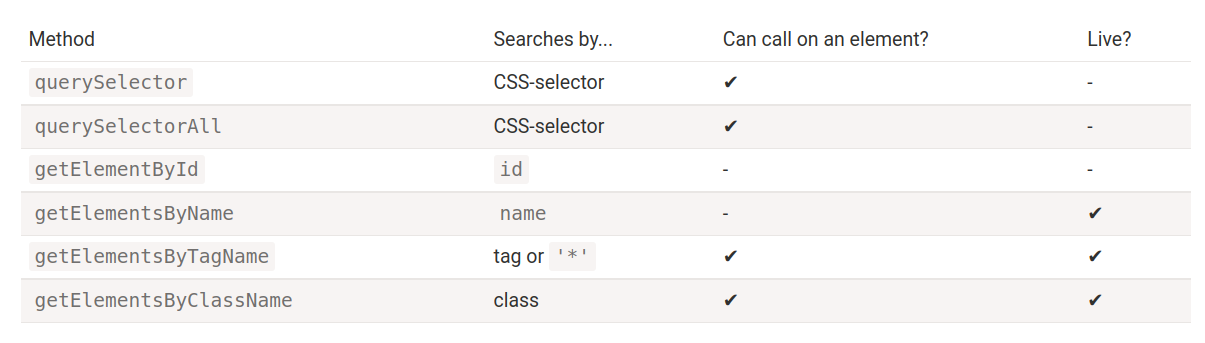 Method Searches by... Can call on an element? Live?
querySelector CSS-selector ✔ -
querySelectorAll CSS-selector ✔ -
getElementById id - -
getElementsByName name - ✔
getElementsByTagName tag or '*' ✔ ✔
getElementsByClassName class ✔ ✔